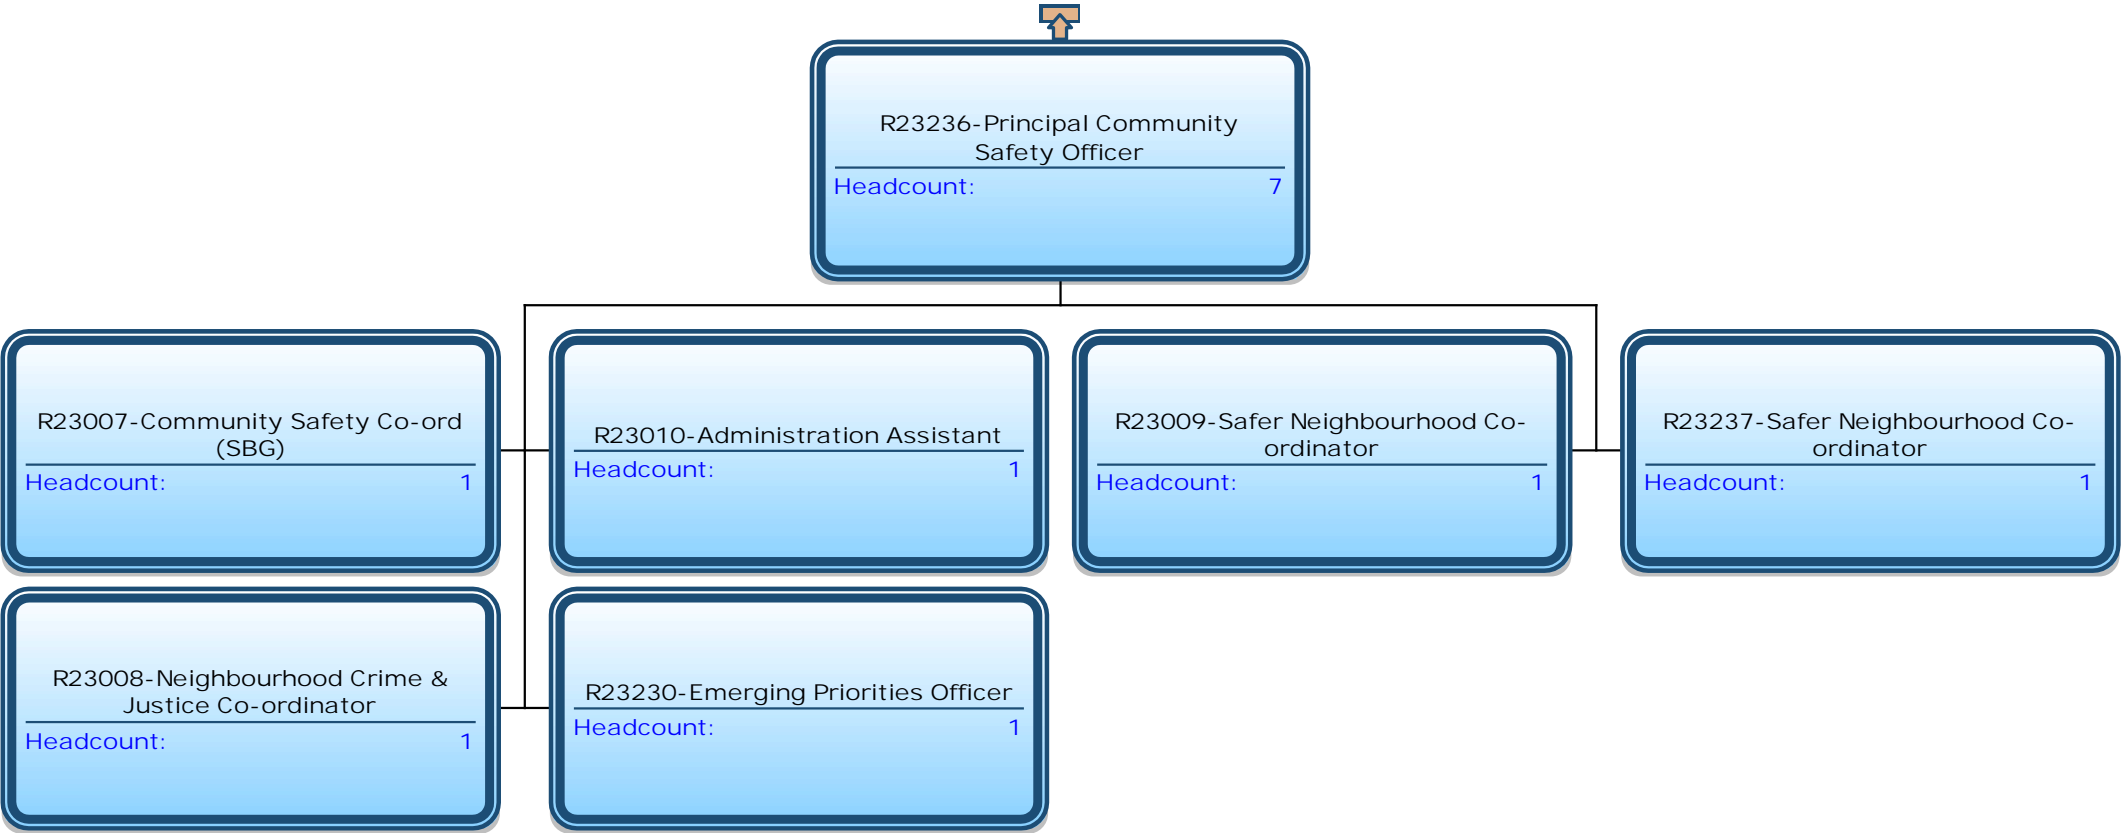 R23236-Principal Community
Safety Officer
Headcount: 7
R23007-Community Safety Co-ord
(SBG)
Headcount: 1
R23010-Administration Assistant
Headcount: 1
R23009-Safer Neighbourhood Co-
ordinator
Headcount: 1
R23237-Safer Neighbourhood Co-
ordinator
Headcount: 1
R23008-Neighbourhood Crime &
Justice Co-ordinator
Headcount: 1
R23230-Emerging Priorities Officer
Headcount: 1